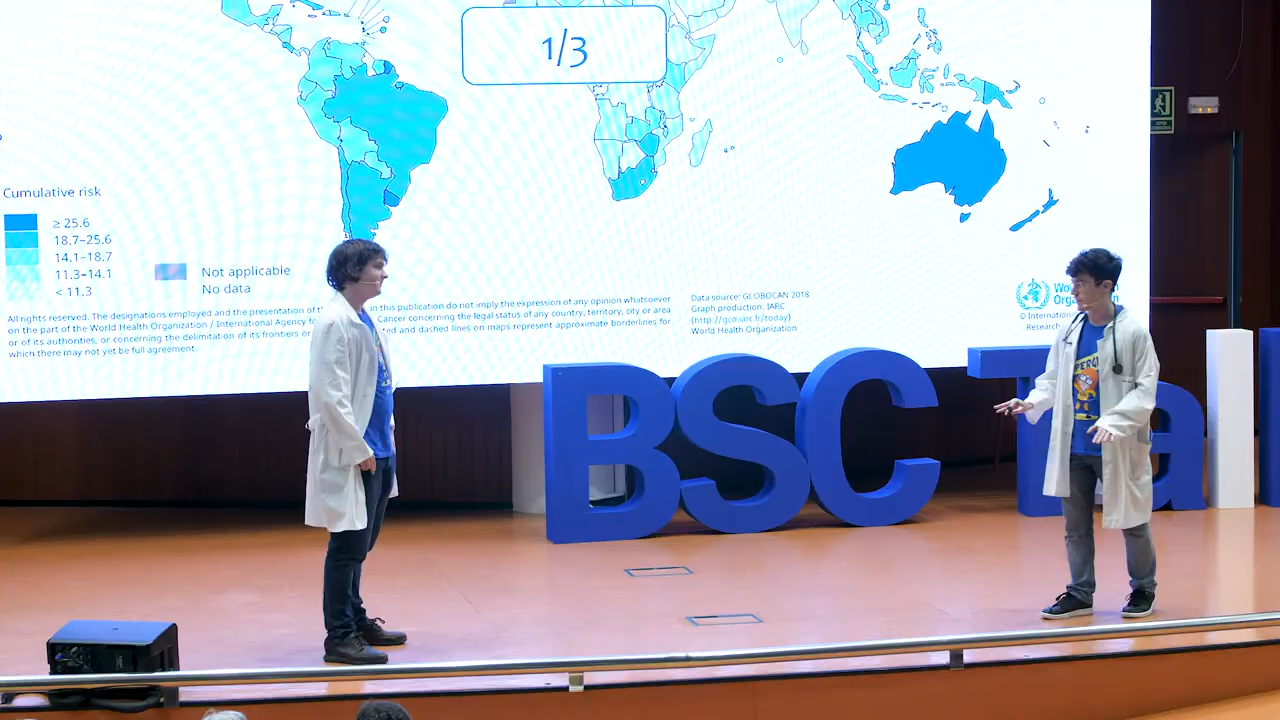 1/3
Cumulative risk
≥ 25.6
18.7–25.6
14.1–18.7
11.3–14.1
< 11.3
Not applicable
No data
All rights reserved. The designations employed and the presentation of in this publication do not imply the expression of any opinion whatsoever
on the part of the World Health Organization / International Agency Cancer concerning the legal status of any country, territory, city or area
or of its authorities, or concerning the delimitation of its frontiers or and dashed lines on maps represent approximate borderlines for
which there may not yet be full agreement.
Data source: GLOBOCAN 2018
Graph production: IARC
(http://gco.iarc.fr/today)
World Health Organization
BSC